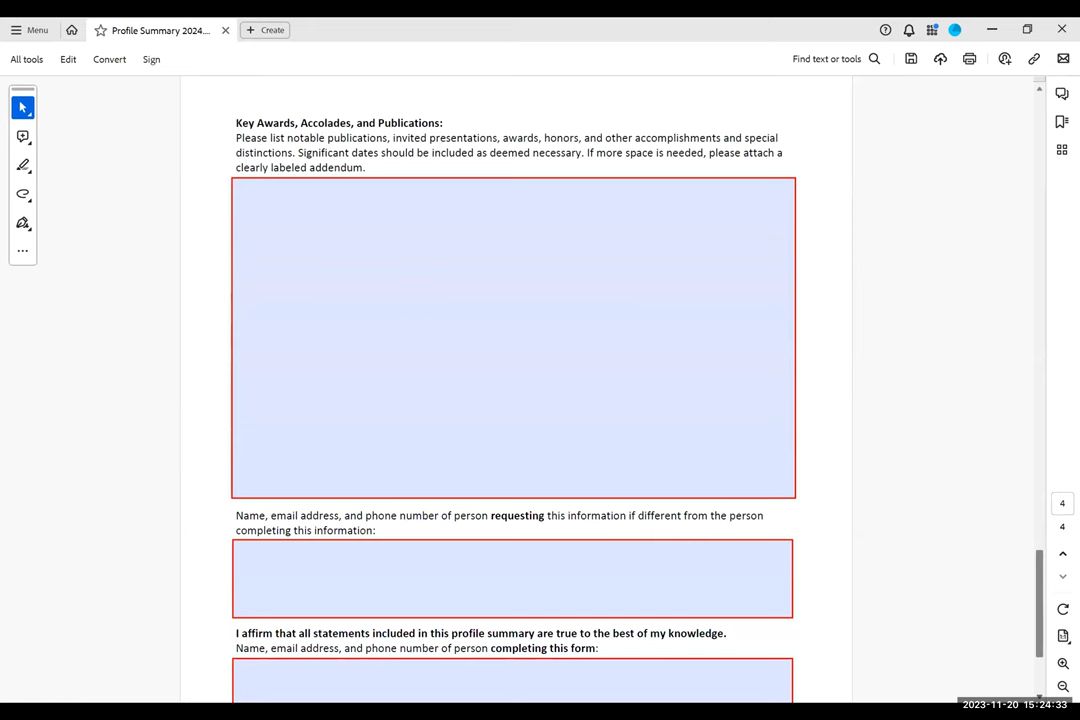 Menu
Profile Summary 2024....
Create
All tools
Edit
Convert
Sign
Find text or tools
Key Awards, Accolades, and Publications:
Please list notable publications, invited presentations, awards, honors, and other accomplishments and special
distinctions. Significant dates should be included as deemed necessary. If more space is needed, please attach a
clearly labeled addendum.
Name, email address, and phone number of person requesting this information if different from the person
completing this information:
I affirm that all statements included in this profile summary are true to the best of my knowledge.
Name, email address, and phone number of person completing this form:
4
4
2023-11-20 15:24:33